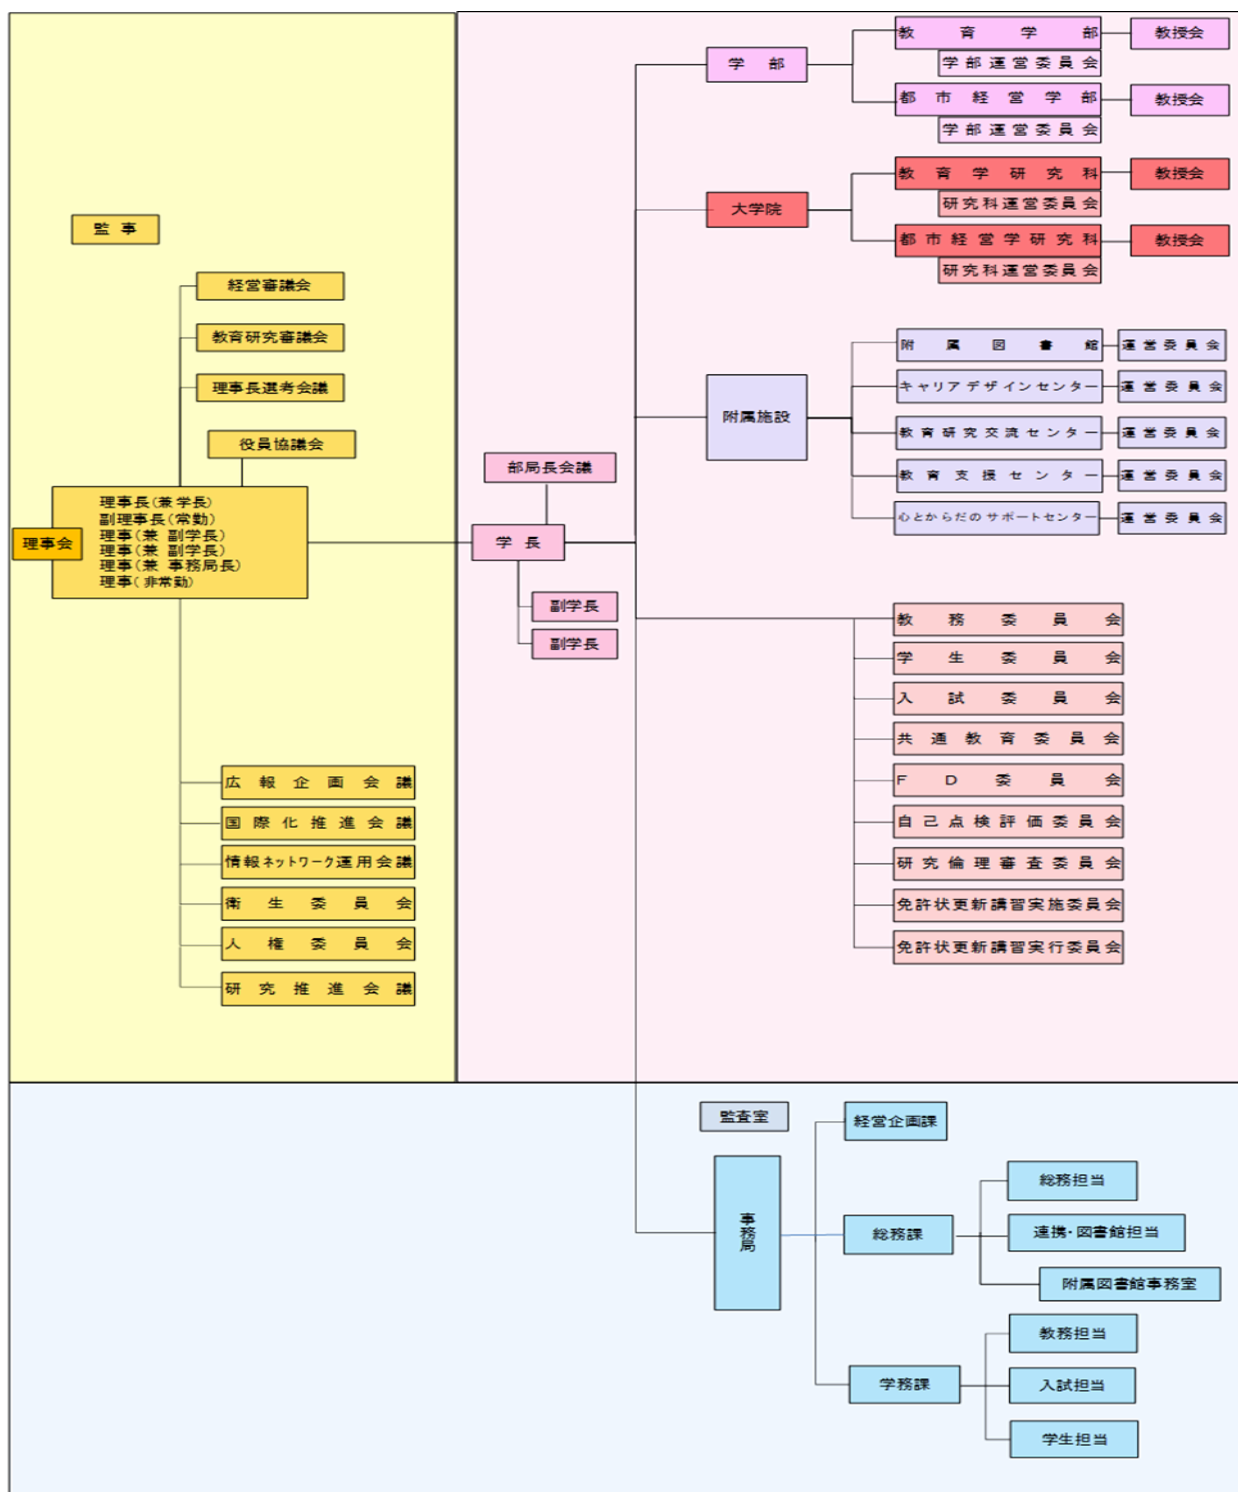 監事
経営審議会
教育研究審議会
理事長選考会議
役員協議会
理事会
理事長(兼学長)
副理事長(常勤)
理事(兼 副学長)
理事(兼 副学長)
理事(兼 事務局長)
理事(非常勤)
広報企画会議
国際化推進会議
情報ネットワーク運用会議
衛生委員会
人権委員会
研究推進会議
部局長会議
学長
副学長
副学長
学部
教育学部
教授会
学部運営委員会
都市経営学部
教授会
学部運営委員会
大学院
教育学研究科
教授会
研究科運営委員会
都市経営学研究科
教授会
研究科運営委員会
附属施設
附属図書館
運営委員会
キャリアデザインセンター
運営委員会
教育研究交流センター
運営委員会
教育支援センター
運営委員会
心とからだのサポートセンター
運営委員会
教務委員会
学生委員会
入試委員会
共通教育委員会
FD委員会
自己点検評価委員会
研究倫理審査委員会
免許状更新講習実施委員会
免許状更新講習実行委員会
監査室
事務局
経営企画課
総務課
総務担当
連携・図書館担当
附属図書館事務室
学務課
教務担当
入試担当
学生担当